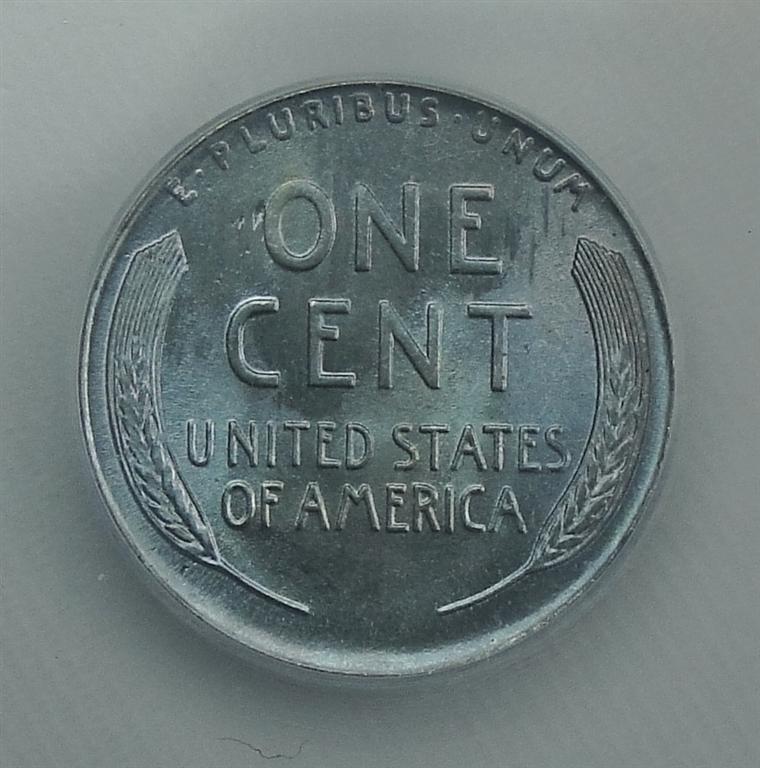 E · PLURIBUS · UNUM
ONE
CENT
UNITED STATES
OF AMERICA